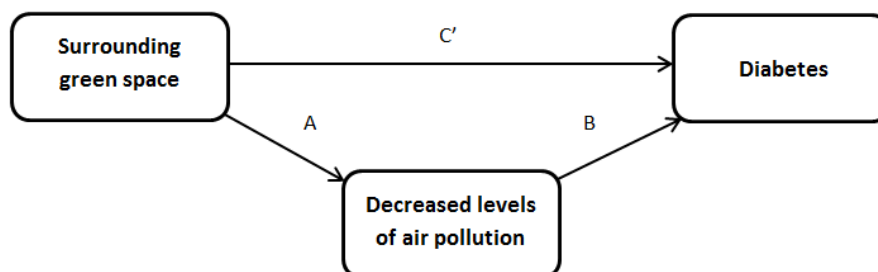 Surrounding
green space
C’
Diabetes
A
B
Decreased levels
of air pollution